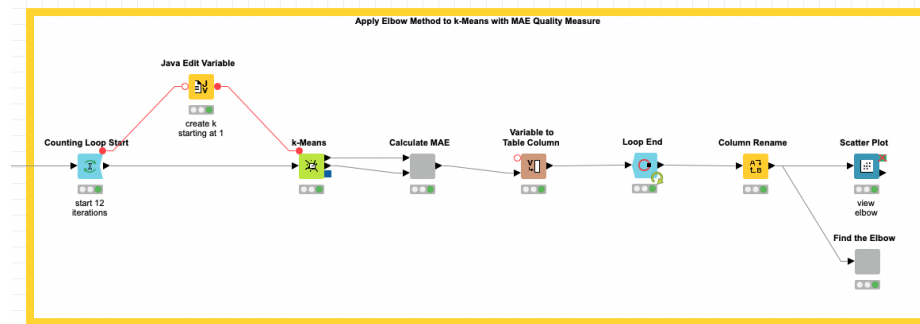 Apply Elbow Method to k-Means with MAE Quality Measure
Java Edit Variable
create k
starting at 1
Counting Loop Start
start 12
iterations
k-Means
Calculate MAE
Variable to
Table Column
Loop End
Column Rename
Scatter Plot
view
elbow
Find the Elbow